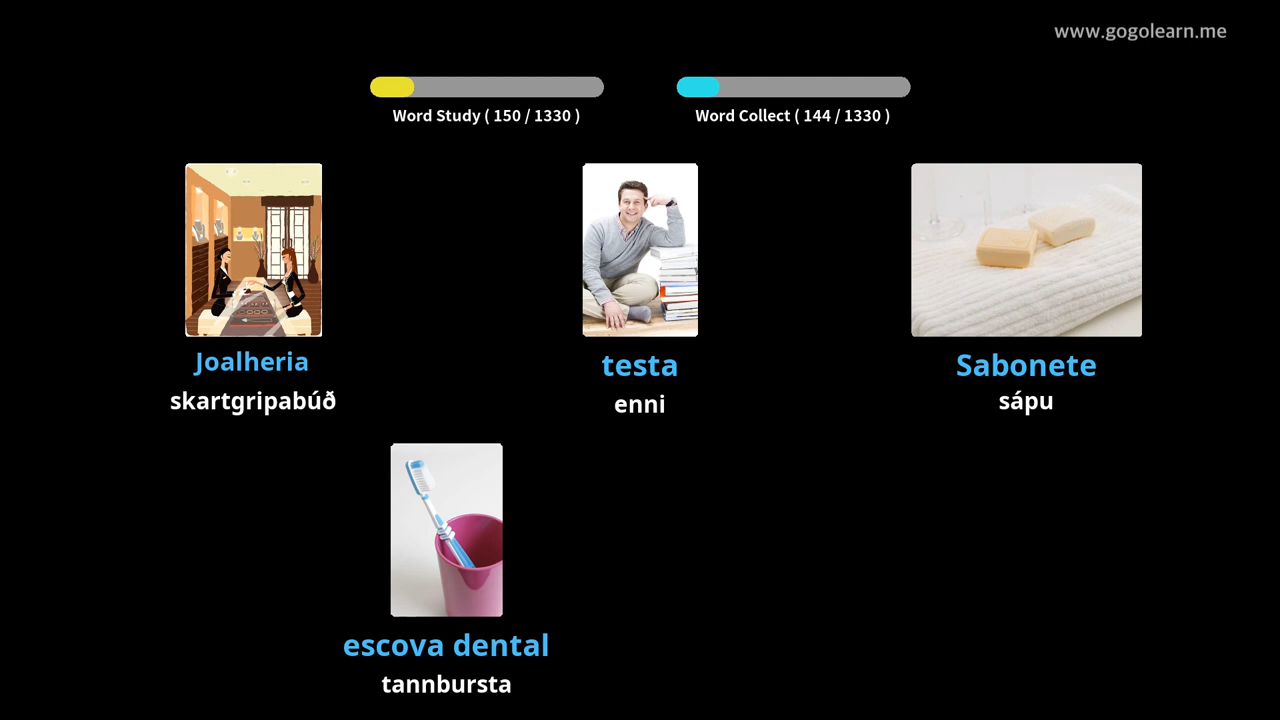 www.gogolearn.me
Word Study ( 150 / 1330 )
Word Collect ( 144 / 1330 )
Joalheria
skartgripabúð
testa
enni
Sabonete
sápu
escova dental
tannbursta